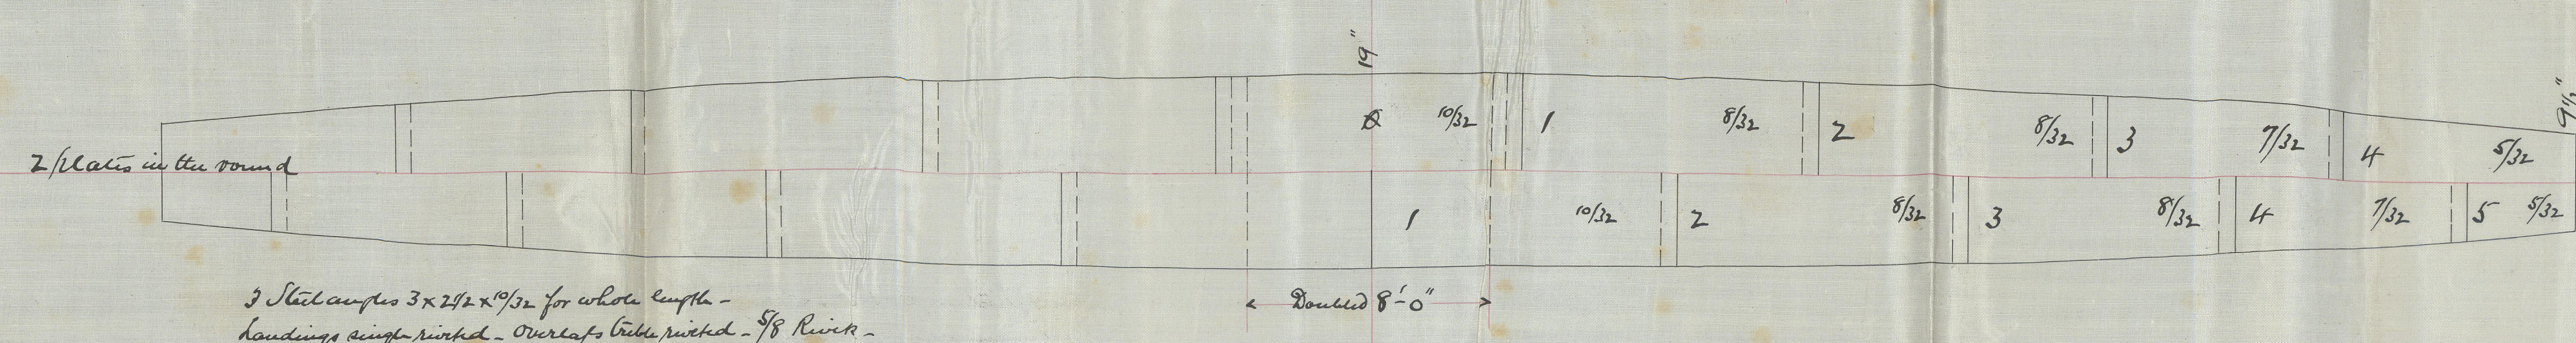 19"
9½"
0 10/32 1 8/32 2 8/32 3 7/32 4 5/32
2 Plates in the round
1 10/32 2 8/32 3 8/32 4 7/32 5 5/32
3 Steel angles 3 x 2½ x 10/32 for whole length –
Doubled 8'-0"
Landings single riveted – Overlaps treble riveted – 5/8 Rivets –